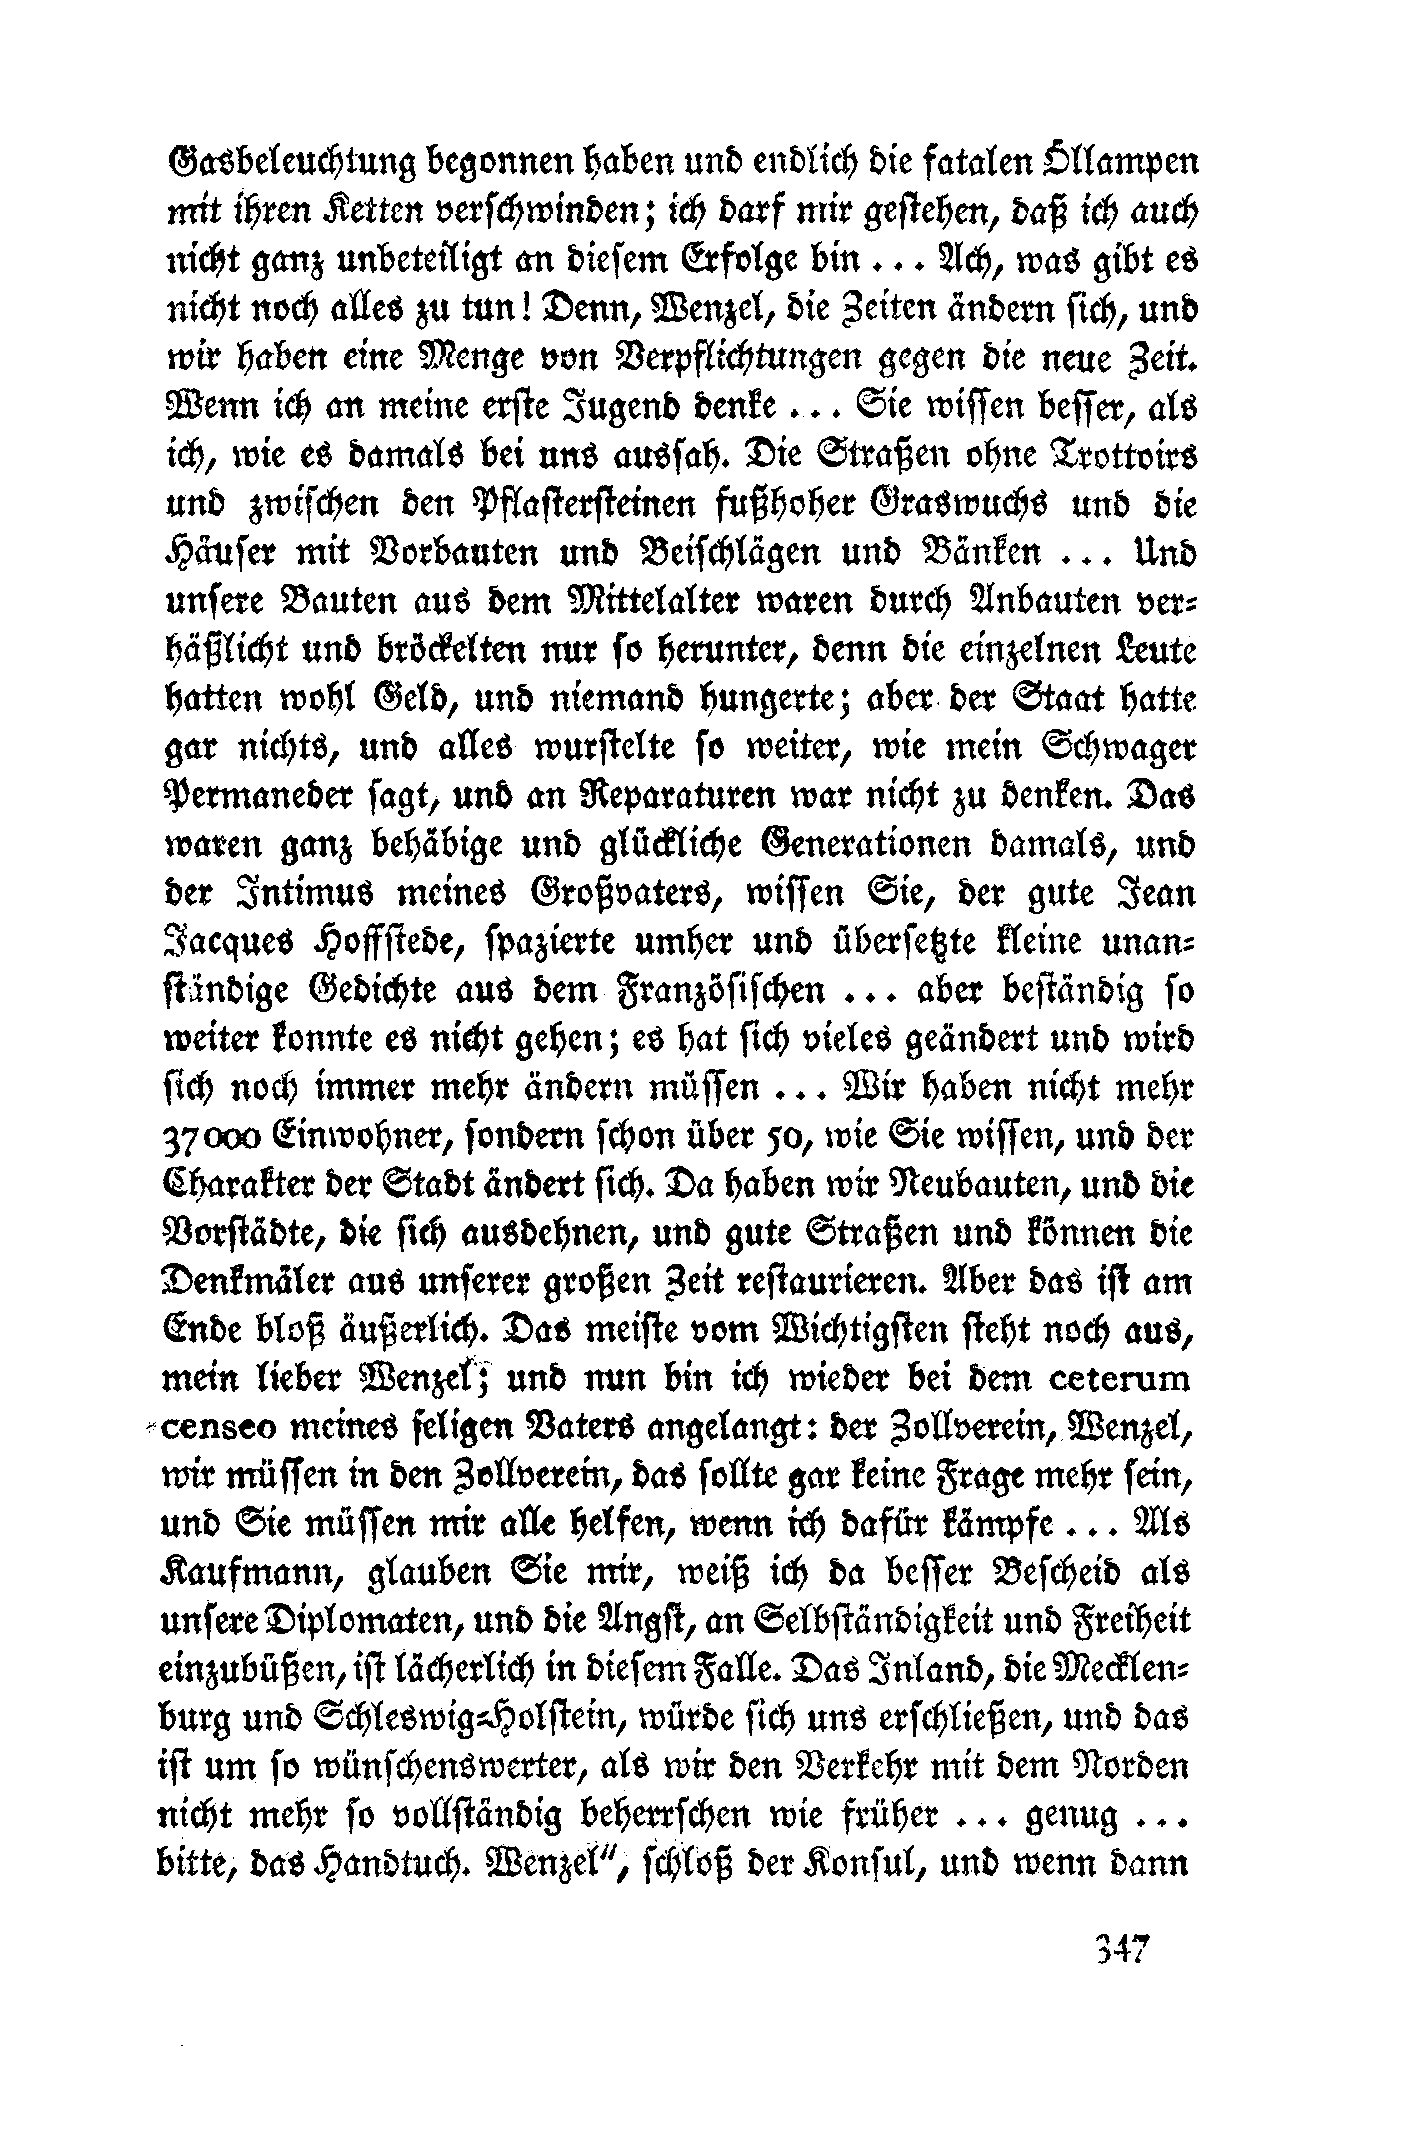 Gasbeleuchtung begonnen haben und endlich die fatalen Öllampen
mit ihren Ketten verschwinden; ich darf mir gestehen, daß ich auch
nicht ganz unbeteiligt an diesem Erfolge bin ... Ach, was gibt es
nicht noch alles zu tun! Denn, Wenzel, die Zeiten ändern sich, und
wir haben eine Menge von Verpflichtungen gegen die neue Zeit.
Wenn ich an meine erste Jugend denke ... Sie wissen besser, als
ich, wie es damals bei uns aussah. Die Straßen ohne Trottoirs
und zwischen den Pflastersteinen fußhoher Graswuchs und die
Häuser mit Vorbauten und Beischlägen und Bänken ... Und
unsere Bauten aus dem Mittelalter waren durch Anbauten ver-
häßlicht und bröckelten nur so herunter, denn die einzelnen Leute
hatten wohl Geld, und niemand hungerte; aber der Staat hatte
gar nichts, und alles wurstelte so weiter, wie mein Schwager
Permaneder sagt, und an Reparaturen war nicht zu denken. Das
waren ganz behäbige und glückliche Generationen damals, und
der Intimus meines Großvaters, wissen Sie, der gute Jean
Jacques Hoffstede, spazierte umher und übersetzte kleine unan-
ständige Gedichte aus dem Französischen ... aber beständig so
weiter konnte es nicht gehen; es hat sich vieles geändert und wird
sich noch immer mehr ändern müssen ... Wir haben nicht mehr
37000 Einwohner, sondern schon über 50, wie Sie wissen, und der
Charakter der Stadt ändert sich. Da haben wir Neubauten, und die
Vorstädte, die sich ausdehnen, und gute Straßen und können die
Denkmäler aus unserer großen Zeit restaurieren. Aber das ist am
Ende bloß äußerlich. Das meiste vom Wichtigsten steht noch aus,
mein lieber Wenzel; und nun bin ich wieder bei dem ceterum
censeo meines seligen Vaters angelangt: der Zollverein, Wenzel,
wir müssen in den Zollverein, das sollte gar keine Frage mehr sein,
und Sie müssen mir alle helfen, wenn ich dafür kämpfe ... Als
Kaufmann, glauben Sie mir, weiß ich da besser Bescheid als
unsere Diplomaten, und die Angst, an Selbständigkeit und Freiheit
einzubüßen, ist lächerlich in diesem Falle. Das Inland, die Mecklen-
burg und Schleswig-Holstein, würde sich uns erschließen, und das
ist um so wünschenswerter, als wir den Verkehr mit dem Norden
nicht mehr so vollständig beherrschen wie früher ... genug ...
bitte, das Handtuch. Wenzel", schloß der Konsul, und wenn dann
347